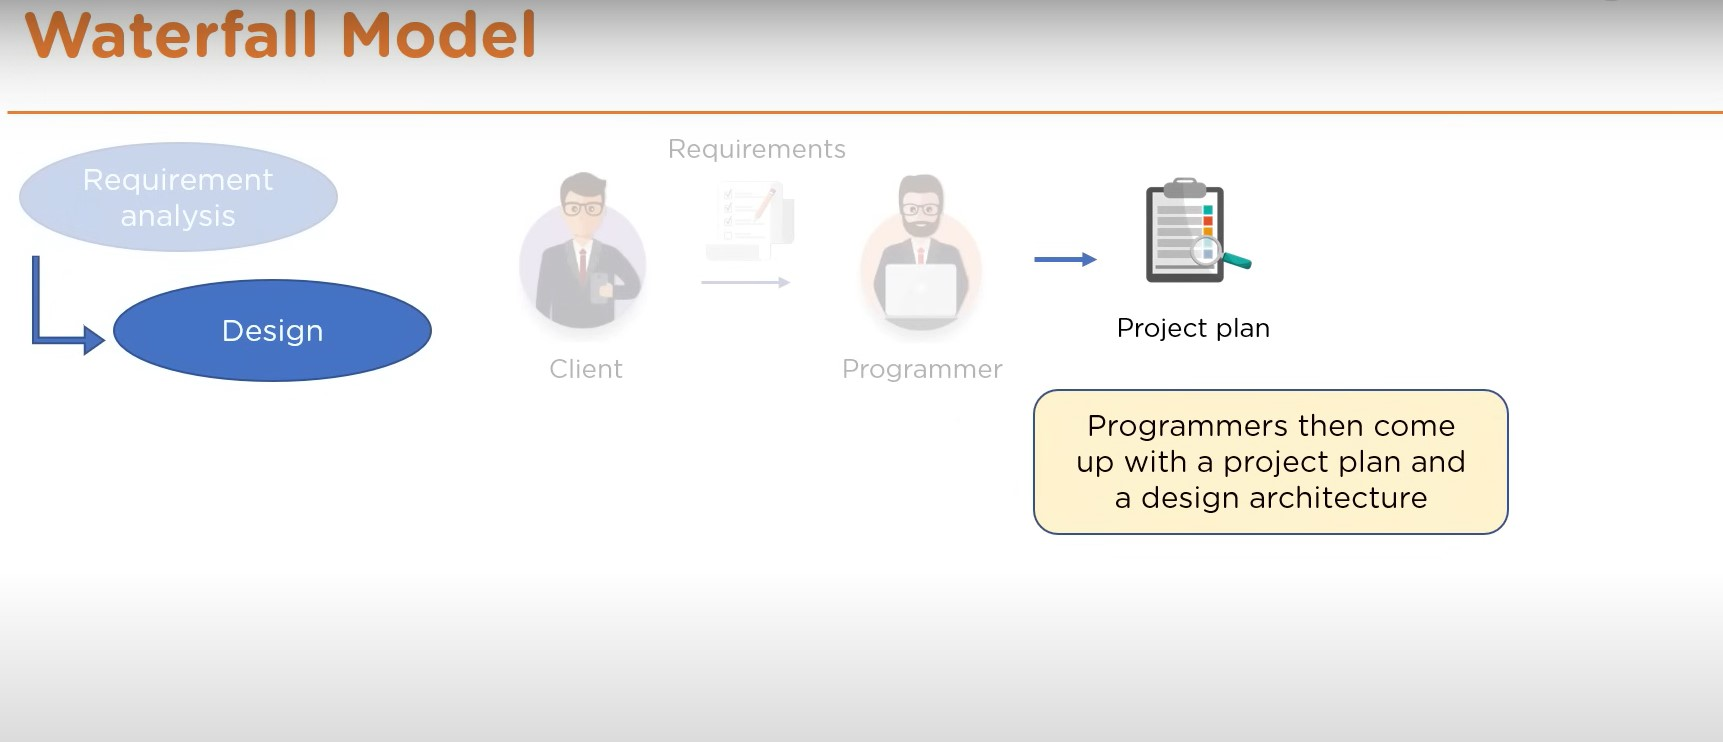 Waterfall Model
Requirement
analysis
Design
Requirements
Client
Programmer
Project plan
Programmers then come
up with a project plan and
a design architecture